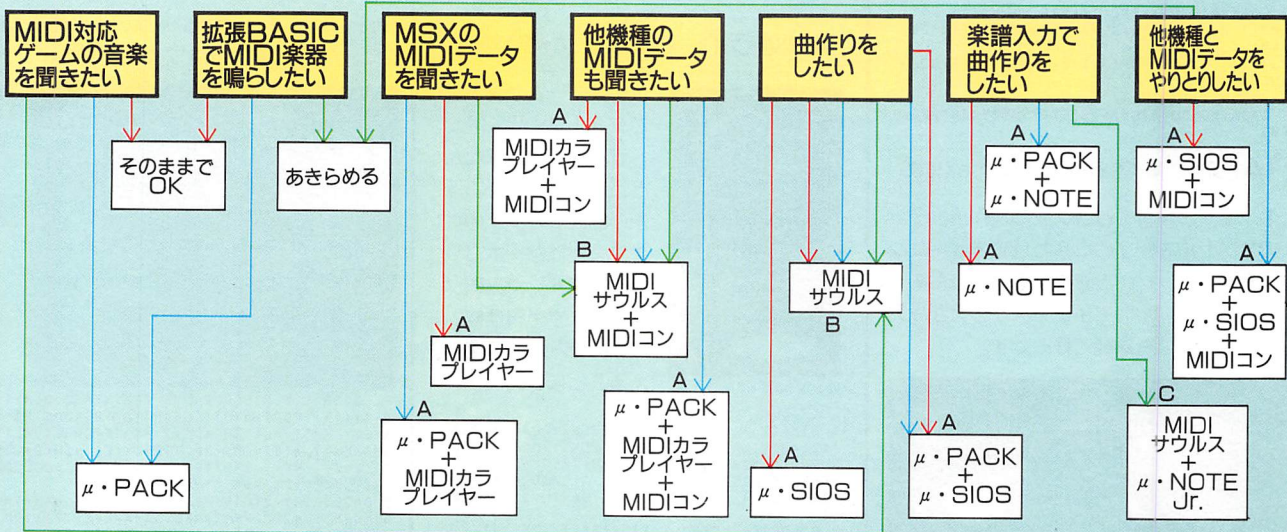 MIDI対応
ゲームの音楽
を聞きたい
拡張BASIC
でMIDI楽器
を鳴らしたい
MSXの
MIDIデータ
を聞きたい
他機種の
MIDIデータ
も聞きたい
曲作りを
したい
楽譜入力で
曲作りを
したい
他機種と
MIDIデータを
やりとりしたい
そのままで
OK
あきらめる
A
MIDIカラ
プレイヤー
+
MIDIコン
A
μ・PACK
+
μ・NOTE
A
μ・SIOS
+
MIDIコン
B
MIDI
サウルス
+
MIDIコン
MIDI
サウルス
B
A
μ・NOTE
A
μ・PACK
+
μ・SIOS
+
MIDIコン
A
MIDIカラ
プレイヤー
μ・PACK
A
μ・PACK
+
MIDIカラ
プレイヤー
A
μ・PACK
+
MIDIカラ
プレイヤー
+
MIDIコン
A
μ・SIOS
A
μ・PACK
+
μ・SIOS
C
MIDI
サウルス
+
μ・NOTE
Jr.